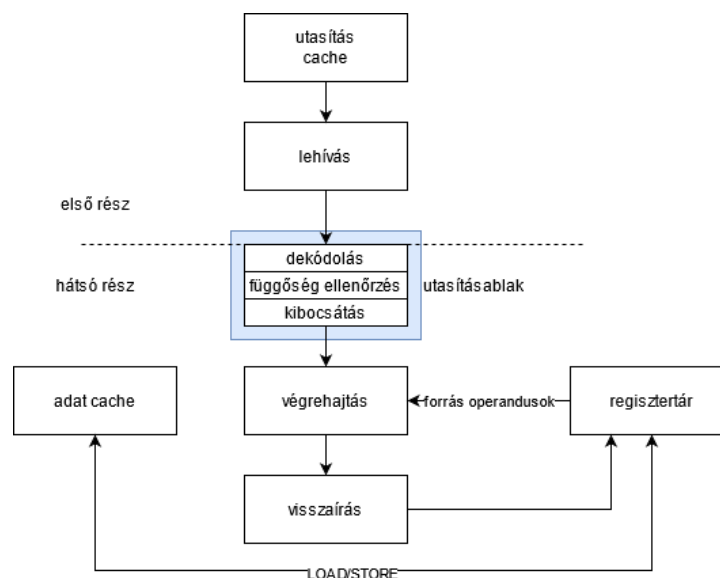 utasítás
cache
lehívás
első rész
dekódolás
hátsó rész
függőség ellenőrzés
utasításablak
kibocsátás
adat cache
végrehajtás
forrás operandusok
regisztertár
visszaírás
LOAD/STORE